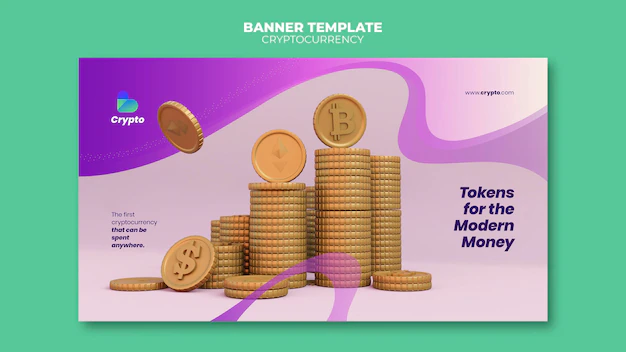 BANNER TEMPLATE
CRYPTOCURRENCY
Crypto
www.crypto.com
Tokens
for the
Modern
Money
The first
cryptocurrency
that can be
spent
anywhere.